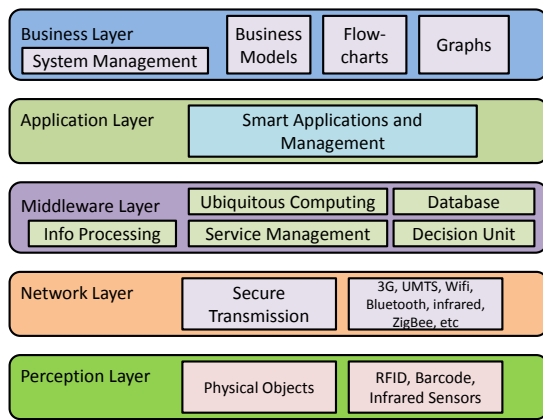 Business Layer
System Management
Business
Models
Flow-
charts
Graphs
Application Layer
Smart Applications and
Management
Middleware Layer
Ubiquitous Computing
Database
Info Processing
Service Management
Decision Unit
Network Layer
Secure
Transmission
3G, UMTS, Wifi,
Bluetooth, infrared,
ZigBee, etc
Perception Layer
Physical Objects
RFID, Barcode,
Infrared Sensors